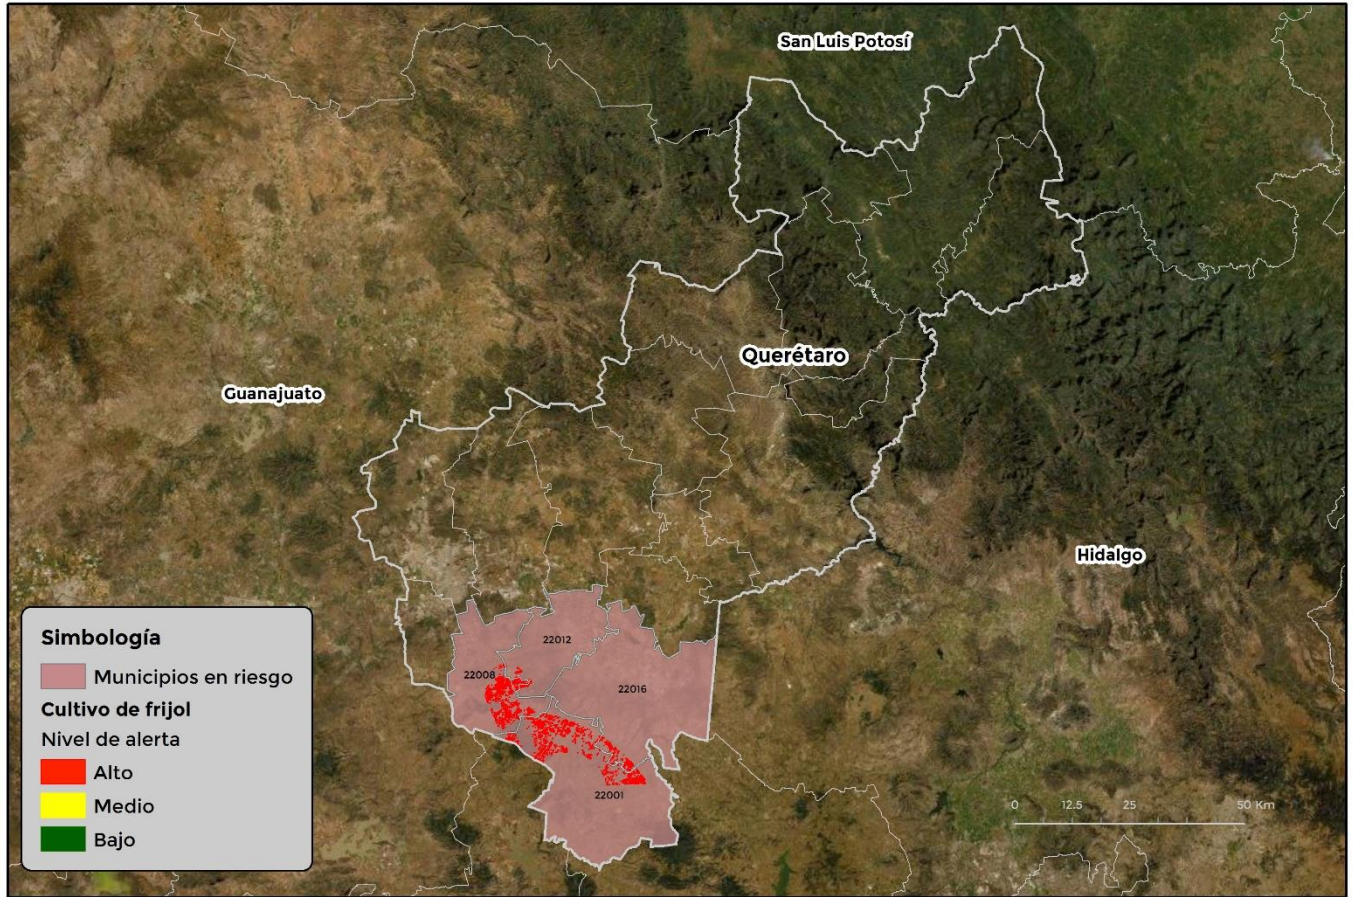 San Luis Potosí
Querétaro
Guanajuato
Hidalgo
22012
22008
22016
22001
Simbología
Municipios en riesgo
Cultivo de frijol
Nivel de alerta
Alto
Medio
Bajo
0 12.5 25 50 Km